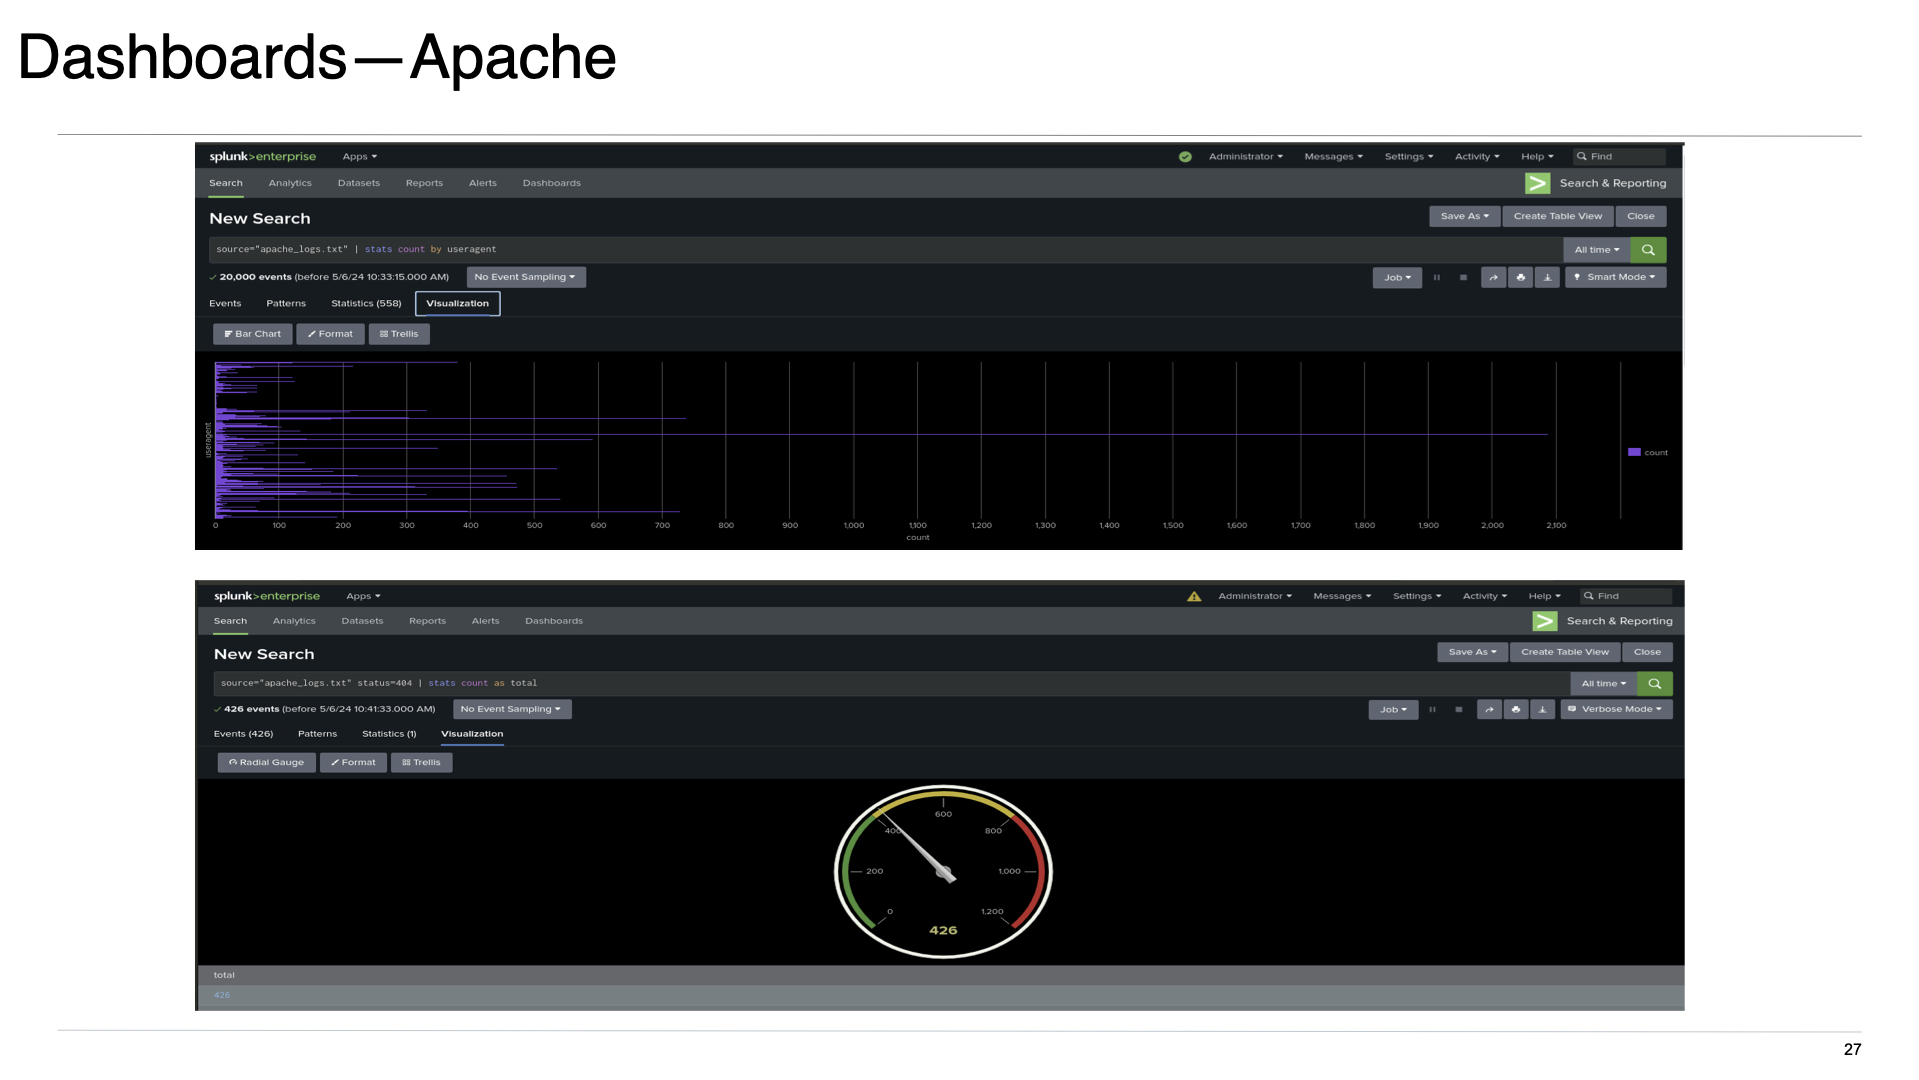 Dashboards—Apache
splunk>enterprise Apps Administrator Messages Settings Activity Help Find
Search Analytics Datasets Reports Alerts Dashboards Search & Reporting
New Search Save As Create Table View Close
source="apache_logs.txt" | stats count by useragent All time
20,000 events (before 5/6/24 10:33:15.000 AM) No Event Sampling Job Smart Mode
Events Patterns Statistics (558) Visualization
Bar Chart Format Trellis
useragent
count
0 100 200 300 400 500 600 700 800 900 1,000 1,100 1,200 1,300 1,400 1,500 1,600 1,700 1,800 1,900 2,000 2,100
count
splunk>enterprise Apps Administrator Messages Settings Activity Help Find
Search Analytics Datasets Reports Alerts Dashboards Search & Reporting
New Search Save As Create Table View Close
source="apache_logs.txt" status=404 | stats count as total All time
426 events (before 5/6/24 10:41:33.000 AM) No Event Sampling Job Verbose Mode
Events (426) Patterns Statistics (1) Visualization
Radial Gauge Format Trellis
600
400 800
200 1,000
0 1,200
426
total
426
27